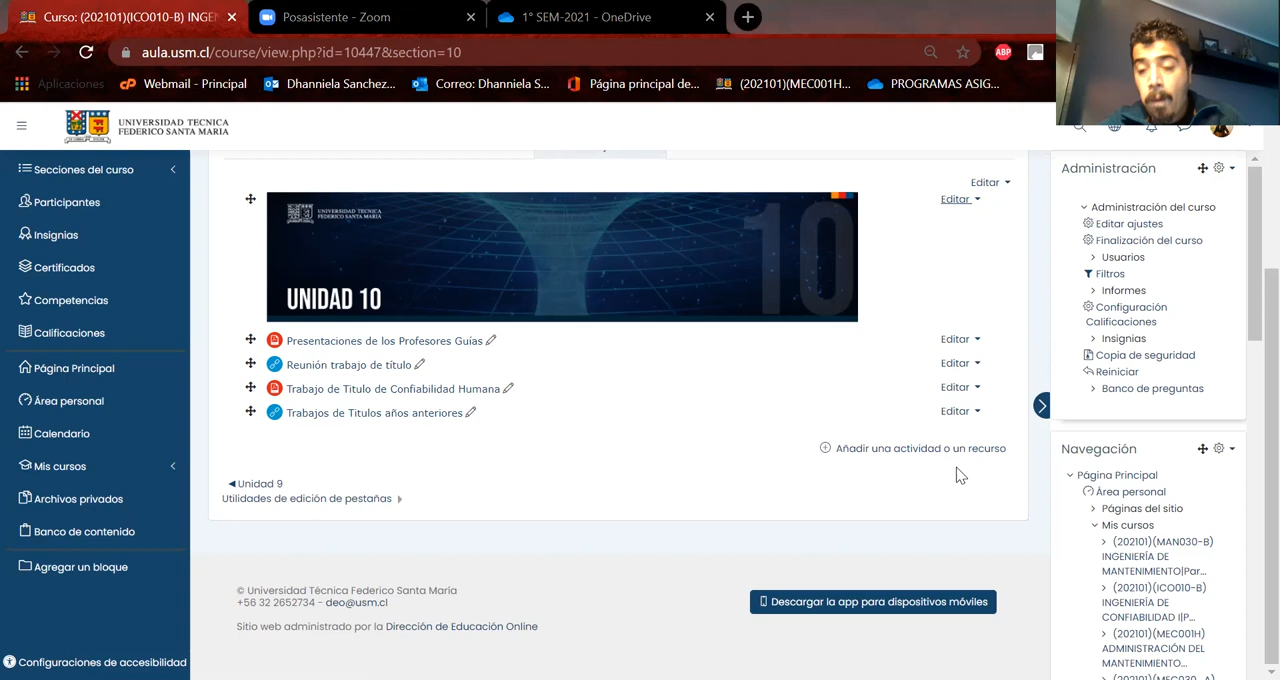 Curso: (202101)(ICO010-B) INGEN
Posasistente - Zoom
1° SEM-2021 - OneDrive
aula.usm.cl/course/view.php?id=10447&section=10
ABP
Aplicaciones
Webmail - Principal
Dhanniela Sanchez...
Correo: Dhanniela S...
Página principal de...
(202101)(MEC001H...
PROGRAMAS ASIG...
UNIVERSIDAD TECNICA
FEDERICO SANTA MARIA
Secciones del curso
Participantes
Insignias
Certificados
Competencias
Calificaciones
Página Principal
Área personal
Calendario
Mis cursos
Archivos privados
Banco de contenido
Agregar un bloque
Configuraciones de accesibilidad
Editar
Editar
UNIVERSIDAD TECNICA
FEDERICO SANTA MARIA
10
UNIDAD 10
Presentaciones de los Profesores Guías
Editar
Reunión trabajo de título
Editar
Trabajo de Titulo de Confiabilidad Humana
Editar
Trabajos de Titulos años anteriores
Editar
Añadir una actividad o un recurso
Unidad 9
Utilidades de edición de pestañas
© Universidad Técnica Federico Santa María
+56 32 2652734 - deo@usm.cl
Sitio web administrado por la Dirección de Educación Online
Descargar la app para dispositivos móviles
Administración
Administración del curso
Editar ajustes
Finalización del curso
Usuarios
Filtros
Informes
Configuración
Calificaciones
Insignias
Copia de seguridad
Reiniciar
Banco de preguntas
Navegación
Página Principal
Área personal
Páginas del sitio
Mis cursos
(202101)(MAN030-B)
INGENIERÍA DE
MANTENIMIENTO|Par...
(202101)(ICO010-B)
INGENIERÍA DE
CONFIABILIDAD I|P...
(202101)(MEC001H)
ADMINISTRACIÓN DEL
MANTENIMIENTO...
(202101)(MEC030-A)